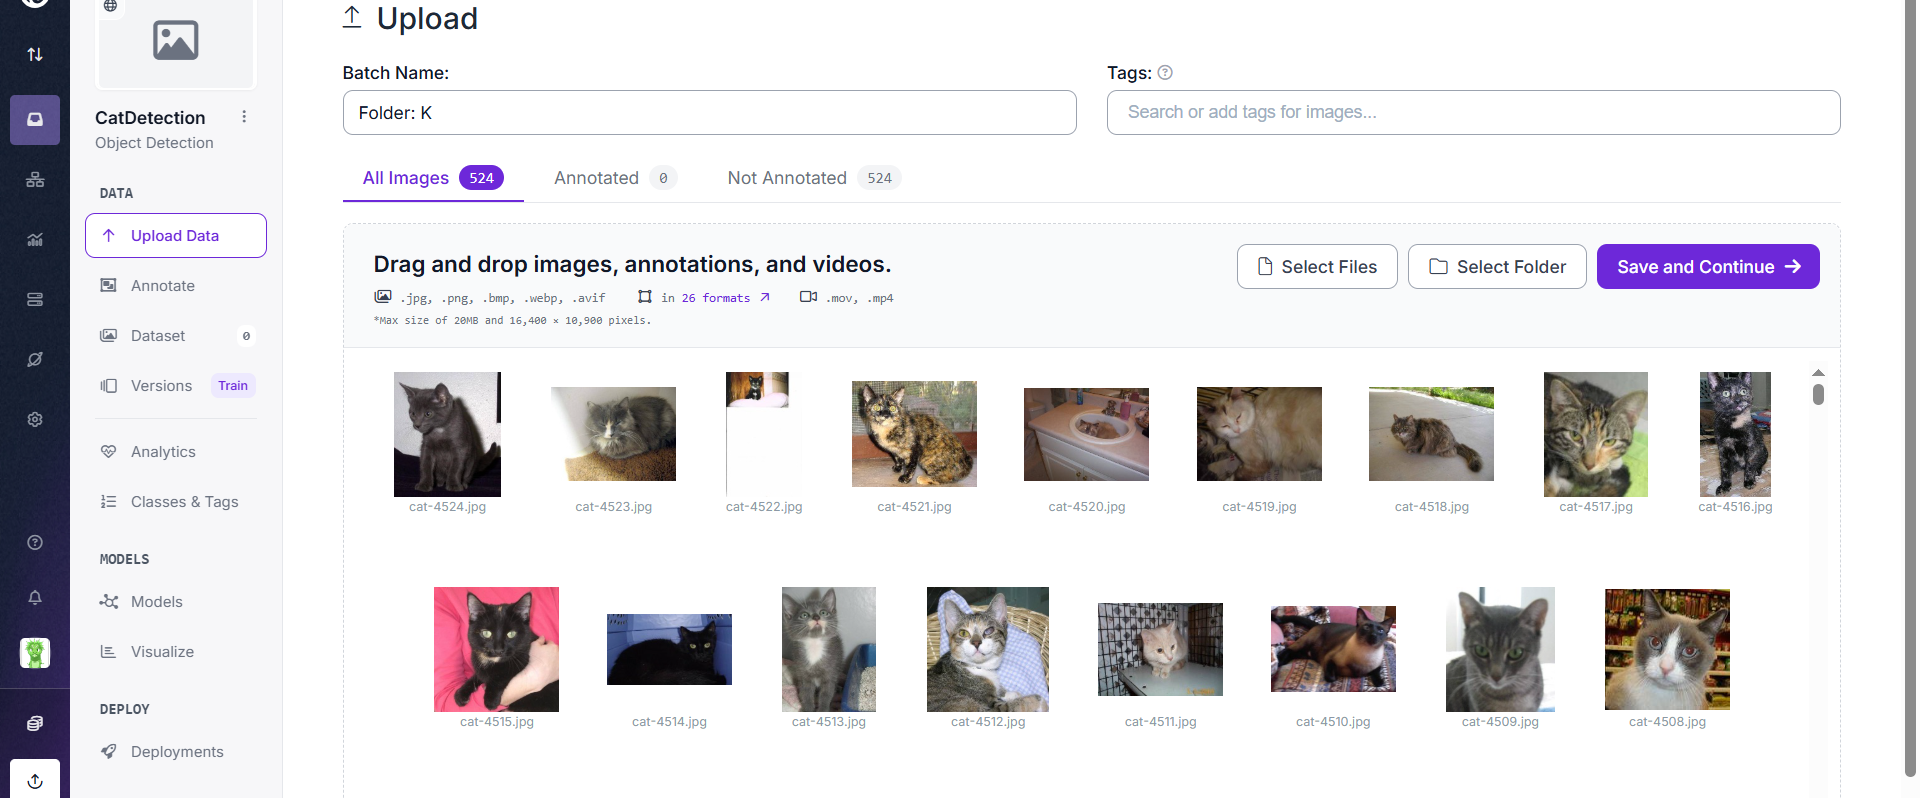 Upload
Batch Name:
Folder: K
Tags:
Search or add tags for images...
CatDetection
Object Detection
DATA
Upload Data
Annotate
Dataset 0
Versions Train
Analytics
Classes & Tags
MODELS
Models
Visualize
DEPLOY
Deployments
All Images 524
Annotated 0
Not Annotated 524
Drag and drop images, annotations, and videos.
.jpg, .png, .bmp, .webp, .avif
in 26 formats
.mov, .mp4
*Max size of 20MB and 16,400 × 10,900 pixels.
Select Files
Select Folder
Save and Continue
cat-4524.jpg
cat-4523.jpg
cat-4522.jpg
cat-4521.jpg
cat-4520.jpg
cat-4519.jpg
cat-4518.jpg
cat-4517.jpg
cat-4516.jpg
cat-4515.jpg
cat-4514.jpg
cat-4513.jpg
cat-4512.jpg
cat-4511.jpg
cat-4510.jpg
cat-4509.jpg
cat-4508.jpg